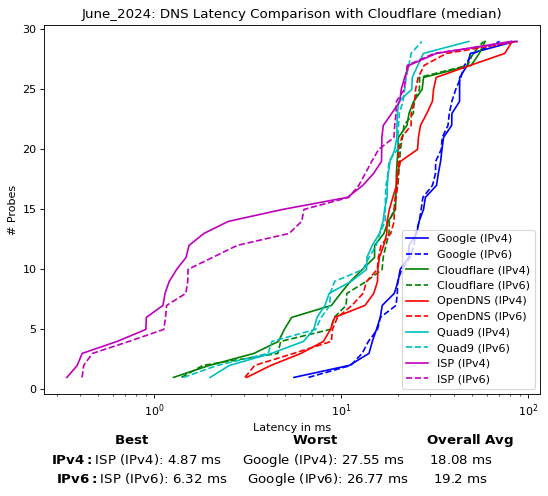 June_2024: DNS Latency Comparison with Cloudflare (median)
# Probes
30
25
20
15
10
5
0
Google (IPv4)
Google (IPv6)
Cloudflare (IPv4)
Cloudflare (IPv6)
OpenDNS (IPv4)
OpenDNS (IPv6)
Quad9 (IPv4)
Quad9 (IPv6)
ISP (IPv4)
ISP (IPv6)
10⁰ 10¹ 10²
Latency in ms
Best Worst Overall Avg
IPv4: ISP (IPv4): 4.87 ms Google (IPv4): 27.55 ms 18.08 ms
IPv6: ISP (IPv6): 6.32 ms Google (IPv6): 26.77 ms 19.2 ms